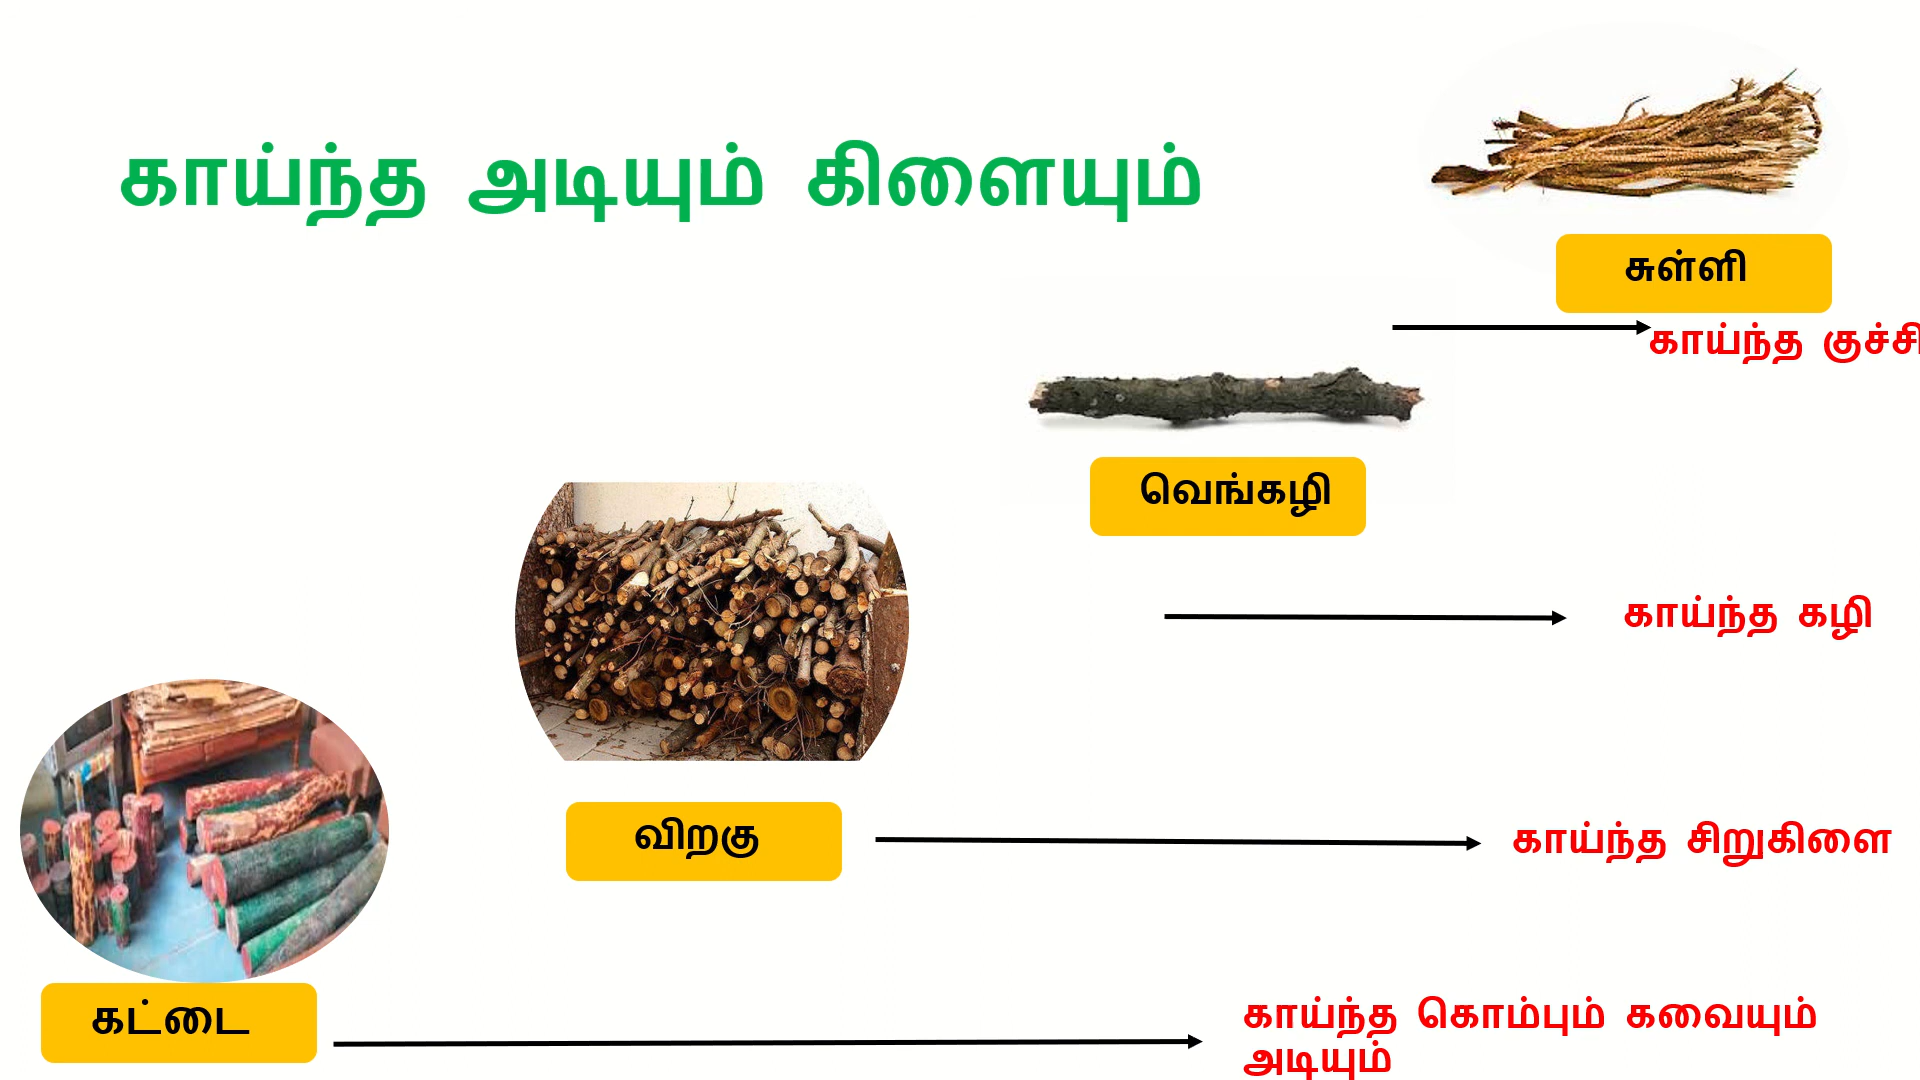 காய்ந்த அடியும் கிளையும்
சுள்ளி
காய்ந்த குச்சி
வெங்கழி
காய்ந்த கழி
விறகு
காய்ந்த சிறுகிளை
கட்டை
காய்ந்த கொம்பும் கவையும்
அடியும்